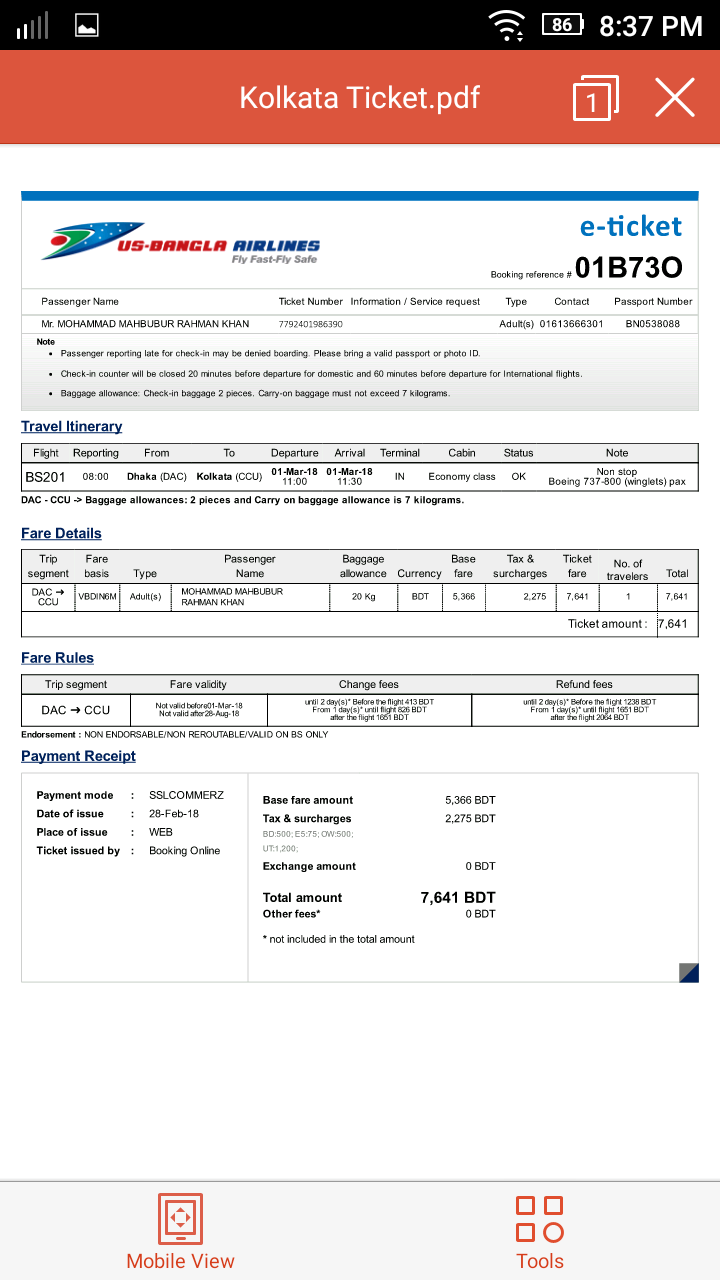 86 8:37 PM
Kolkata Ticket.pdf 1
US-BANGLA AIRLINES
Fly Fast-Fly Safe
e-ticket
Booking reference # 01B73O
Passenger Name Ticket Number Information / Service request Type Contact Passport Number
Mr. MOHAMMAD MAHBUBUR RAHMAN KHAN 7792401986390 Adult(s) 01613666301 BN0538088
Note
• Passenger reporting late for check-in may be denied boarding. Please bring a valid passport or photo ID.
• Check-in counter will be closed 20 minutes before departure for domestic and 60 minutes before departure for International flights.
• Baggage allowance: Check-in baggage 2 pieces. Carry-on baggage must not exceed 7 kilograms.
Travel Itinerary
Flight Reporting From To Departure Arrival Terminal Cabin Status Note
BS201 08:00 Dhaka (DAC) Kolkata (CCU) 01-Mar-18 11:00 01-Mar-18 11:30 IN Economy class OK Non stop Boeing 737-800 (winglets) pax
DAC - CCU -> Baggage allowances: 2 pieces and Carry on baggage allowance is 7 kilograms.
Fare Details
Trip segment Fare basis Type Passenger Name Baggage allowance Currency Base fare Tax & surcharges Ticket fare No. of travelers Total
DAC ➔ CCU VBDIN6M Adult(s) MOHAMMAD MAHBUBUR RAHMAN KHAN 20 Kg BDT 5,366 2,275 7,641 1 7,641
Ticket amount : 7,641
Fare Rules
Trip segment Fare validity Change fees Refund fees
DAC ➔ CCU Not valid before01-Mar-18 Not valid after28-Aug-18 until 2 day(s)* Before the flight 413 BDT From 1 day(s)* until flight 826 BDT after the flight 1651 BDT until 2 day(s)* Before the flight 1238 BDT From 1 day(s)* until flight 1651 BDT after the flight 2064 BDT
Endorsement : NON ENDORSABLE/NON REROUTABLE/VALID ON BS ONLY
Payment Receipt
Payment mode : SSLCOMMERZ
Date of issue : 28-Feb-18
Place of issue : WEB
Ticket issued by : Booking Online
Base fare amount 5,366 BDT
Tax & surcharges 2,275 BDT
BD:500; E5:75; OW:500;
UT:1,200;
Exchange amount 0 BDT
Total amount 7,641 BDT
Other fees* 0 BDT
* not included in the total amount
Mobile View Tools